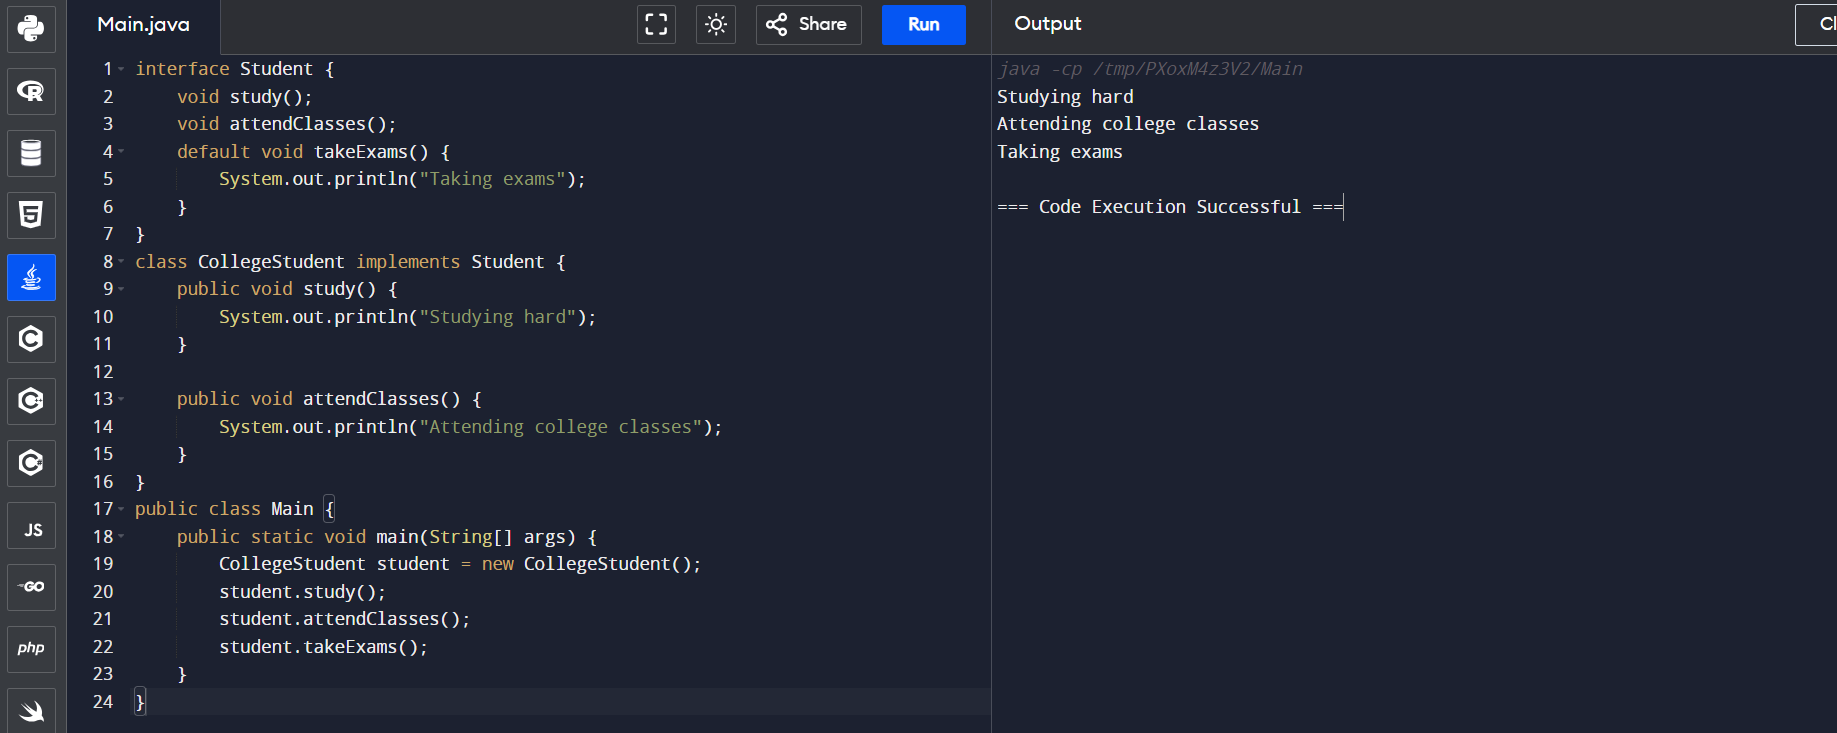 Main.java
Share
Run
Output
Cl
1 interface Student {
2     void study();
3     void attendClasses();
4     default void takeExams() {
5         System.out.println("Taking exams");
6     }
7 }
8 class CollegeStudent implements Student {
9     public void study() {
10         System.out.println("Studying hard");
11     }
12
13     public void attendClasses() {
14         System.out.println("Attending college classes");
15     }
16 }
17 public class Main {
18     public static void main(String[] args) {
19         CollegeStudent student = new CollegeStudent();
20         student.study();
21         student.attendClasses();
22         student.takeExams();
23     }
24 }
java -cp /tmp/PXoxM4z3V2/Main
Studying hard
Attending college classes
Taking exams
=== Code Execution Successful ===
R
5
C
C
C
JS
GO
php